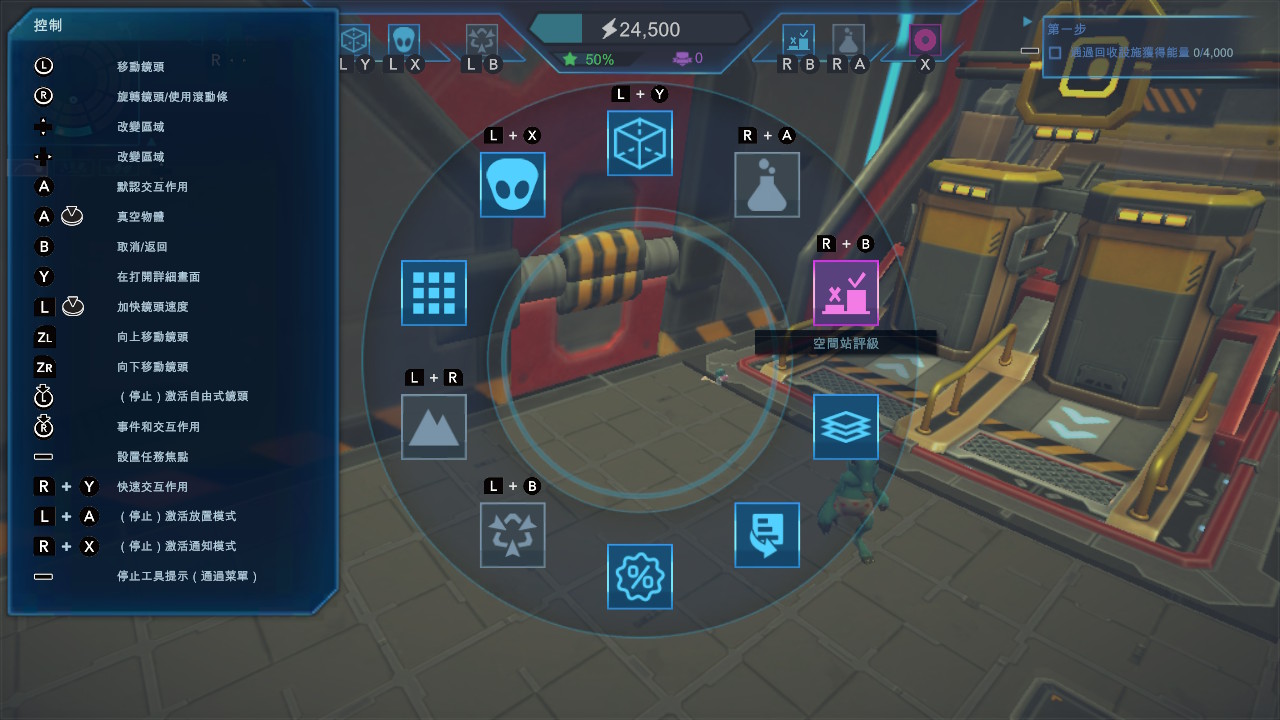 控制
L 移動鏡頭
R 旋轉鏡頭/使用滾動條
改變區域
改變區域
A 默認交互作用
A 真空物體
B 取消/返回
Y 在打開詳細畫面
L 加快鏡頭速度
ZL 向上移動鏡頭
ZR 向下移動鏡頭
L （停止）激活自由式鏡頭
R 事件和交互作用
設置任務焦點
R + Y 快速交互作用
L + A （停止）激活放置模式
R + X （停止）激活通知模式
停止工具提示（通過菜單）
L Y
L X
L B
24,500
50%
0
R B
R A
X
第一步
通過回收設施獲得能量 0/4,000
L + Y
L + X
R + A
R + B
空間站評級
L + R
L + B
%